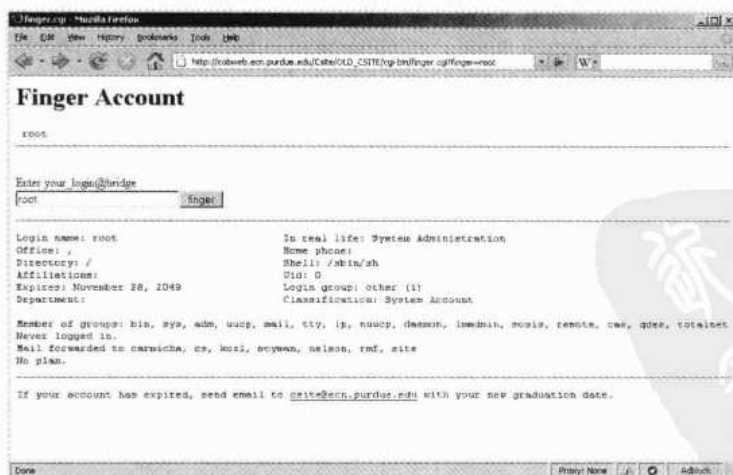 finger.cgi - Mozilla Firefox
File Edit View History Bookmarks Tools Help
http://cobweb.ecn.purdue.edu/Csite/OLD_CSITE/cgi-bin/finger.cgi?finger=root
W
Finger Account
root
Enter your_login@bridge
root
finger
Login name: root In real life: System Administration
Office: , Home phone:
Directory: / Shell: /sbin/sh
Affiliations: Uid: 0
Expires: November 28, 2049 Login group: other (1)
Department: Classification: System Account
Member of groups: bin, sys, adm, uucp, mail, tty, lp, nuucp, daemon, lmadmin, mosis, remote, cae, qdes, totalnet
Never logged in.
Mail forwarded to carmicha, cs, kozi, moyman, nelson, rmf, site
No plan.
If your account has expired, send email to csite@ecn.purdue.edu with your new graduation date.
Done
Proxy: None
Adblock